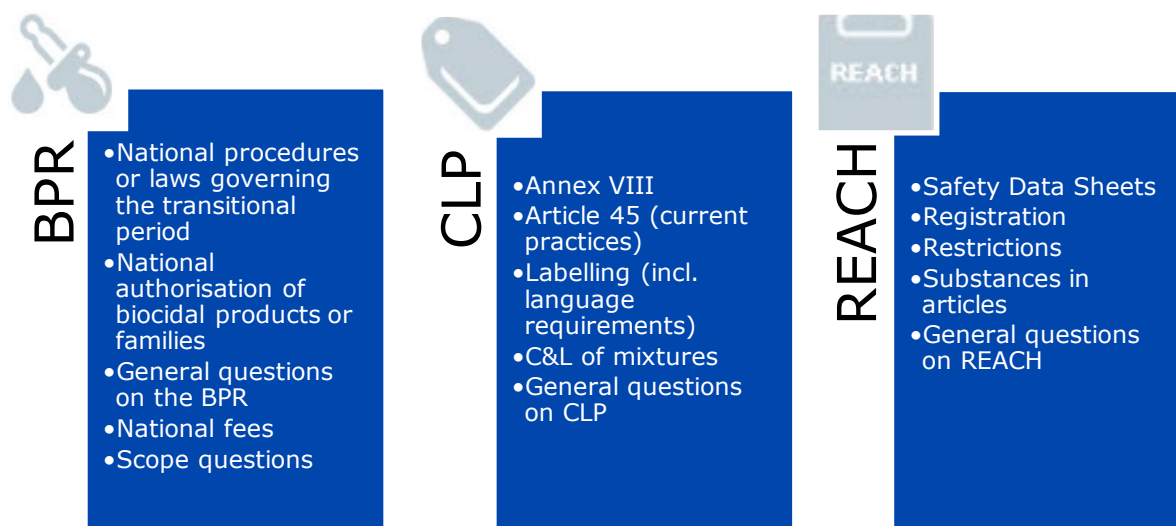 BPR
•National procedures
or laws governing
the transitional
period
•National
authorisation of
biocidal products or
families
•General questions
on the BPR
•National fees
•Scope questions
CLP
•Annex VIII
•Article 45 (current
practices)
•Labelling (incl.
language
requirements)
•C&L of mixtures
•General questions
on CLP
REACH
REACH
•Safety Data Sheets
•Registration
•Restrictions
•Substances in
articles
•General questions
on REACH